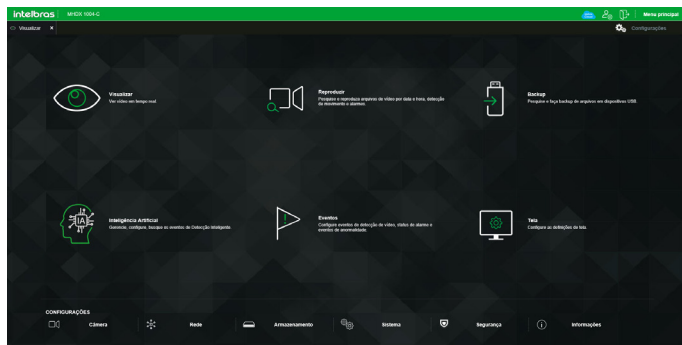 intelbras MHDX 1004-C Menu principal
Visualizar × Configurações
Visualizar
Ver vídeo em tempo real.
Reproduzir
Pesquise e reproduza arquivos de vídeo por data e hora, detecção
de movimento e alarmes.
Backup
Pesquise e faça backup de arquivos em dispositivos USB.
IA
Inteligência Artificial
Gerencie, configure, busque os eventos de Detecção Inteligente.
Eventos
Configure eventos de detecção de vídeo, status de alarme e
eventos de anormalidade.
Tela
Configure as definições de tela.
CONFIGURAÇÕES
Câmera Rede Armazenamento Sistema Segurança Informações